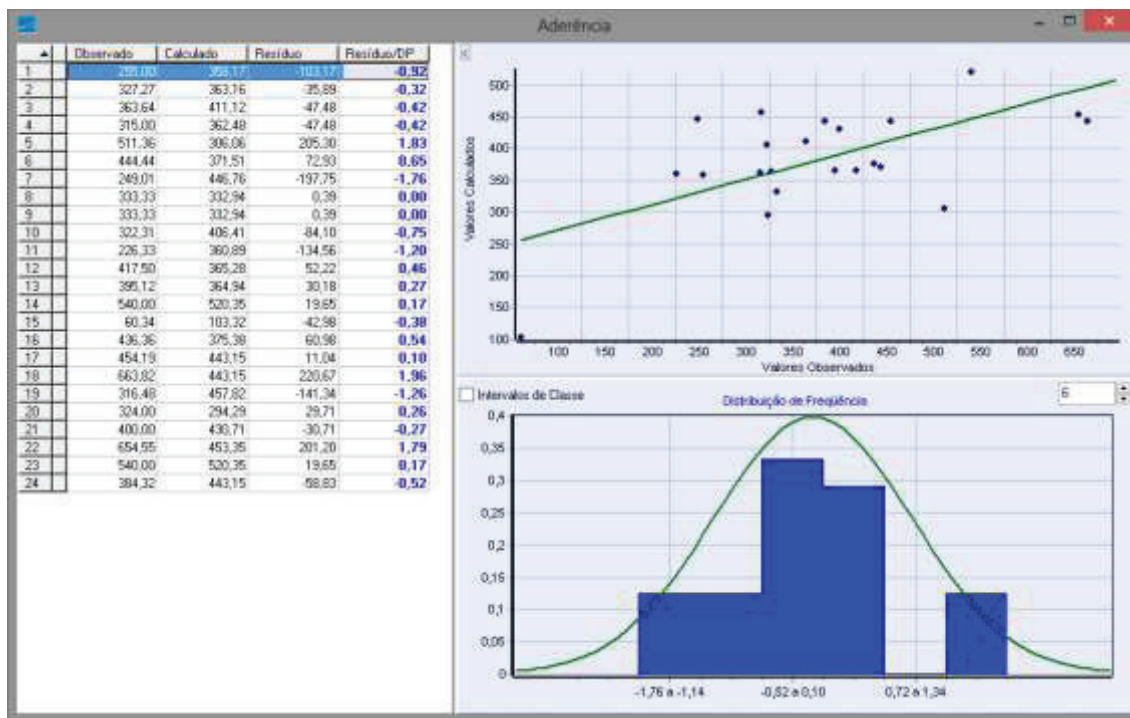 Aderência
Observado Calculado Resíduo Resíduo/DP
1 255,00 358,17 -103,17 -0,92
2 327,27 363,16 -35,89 -0,32
3 363,64 411,12 -47,48 -0,42
4 315,00 362,48 -47,48 -0,42
5 511,36 306,06 205,30 1,83
6 444,44 371,51 72,93 0,65
7 249,01 446,76 -197,75 -1,76
8 333,33 332,94 0,39 0,00
9 333,33 332,94 0,39 0,00
10 322,31 406,41 -84,10 -0,75
11 226,33 360,89 -134,56 -1,20
12 417,50 365,28 52,22 0,46
13 395,12 364,94 30,18 0,27
14 540,00 520,35 19,65 0,17
15 60,34 103,32 -42,98 -0,38
16 436,36 375,38 60,98 0,54
17 454,19 443,15 11,04 0,10
18 663,82 443,15 220,67 1,96
19 316,48 457,82 -141,34 -1,26
20 324,00 294,29 29,71 0,26
21 400,00 430,71 -30,71 -0,27
22 654,55 453,35 201,20 1,79
23 540,00 520,35 19,65 0,17
24 384,32 443,15 -58,83 -0,52
Valores Calculados
500
450
400
350
300
250
200
150
100
100 150 200 250 300 350 400 450 500 550 600 650
Valores Observados
Intervalos de Classe
Distribuição de Freqüência
6
0,4
0,35
0,3
0,25
0,2
0,15
0,1
0,05
0
-1,76 a -1,14 -0,52 a 0,10 0,72 a 1,34